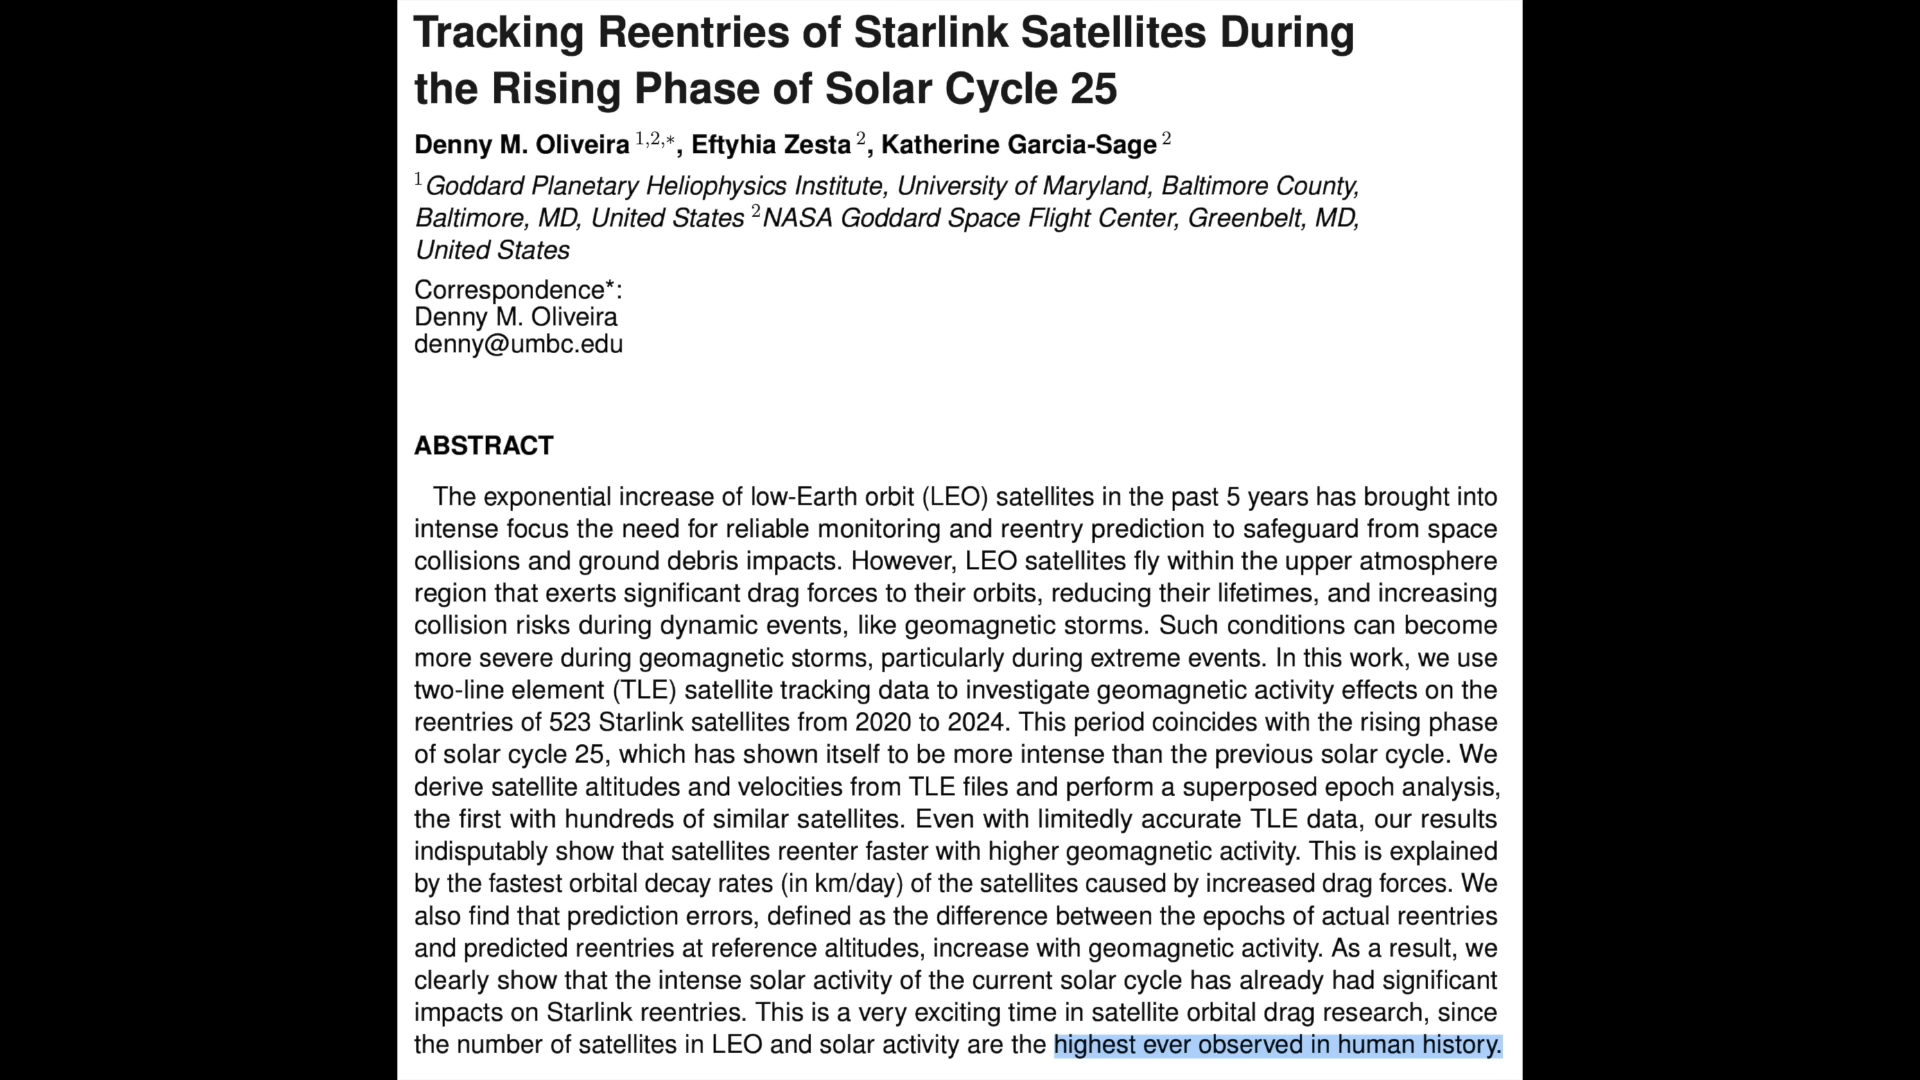 Tracking Reentries of Starlink Satellites During
the Rising Phase of Solar Cycle 25
Denny M. Oliveira 1,2,*, Eftyhia Zesta 2, Katherine Garcia-Sage 2
1 Goddard Planetary Heliophysics Institute, University of Maryland, Baltimore County,
Baltimore, MD, United States 2 NASA Goddard Space Flight Center, Greenbelt, MD,
United States
Correspondence*:
Denny M. Oliveira
denny@umbc.edu
ABSTRACT
The exponential increase of low-Earth orbit (LEO) satellites in the past 5 years has brought into
intense focus the need for reliable monitoring and reentry prediction to safeguard from space
collisions and ground debris impacts. However, LEO satellites fly within the upper atmosphere
region that exerts significant drag forces to their orbits, reducing their lifetimes, and increasing
collision risks during dynamic events, like geomagnetic storms. Such conditions can become
more severe during geomagnetic storms, particularly during extreme events. In this work, we use
two-line element (TLE) satellite tracking data to investigate geomagnetic activity effects on the
reentries of 523 Starlink satellites from 2020 to 2024. This period coincides with the rising phase
of solar cycle 25, which has shown itself to be more intense than the previous solar cycle. We
derive satellite altitudes and velocities from TLE files and perform a superposed epoch analysis,
the first with hundreds of similar satellites. Even with limitedly accurate TLE data, our results
indisputably show that satellites reenter faster with higher geomagnetic activity. This is explained
by the fastest orbital decay rates (in km/day) of the satellites caused by increased drag forces. We
also find that prediction errors, defined as the difference between the epochs of actual reentries
and predicted reentries at reference altitudes, increase with geomagnetic activity. As a result, we
clearly show that the intense solar activity of the current solar cycle has already had significant
impacts on Starlink reentries. This is a very exciting time in satellite orbital drag research, since
the number of satellites in LEO and solar activity are the highest ever observed in human history.